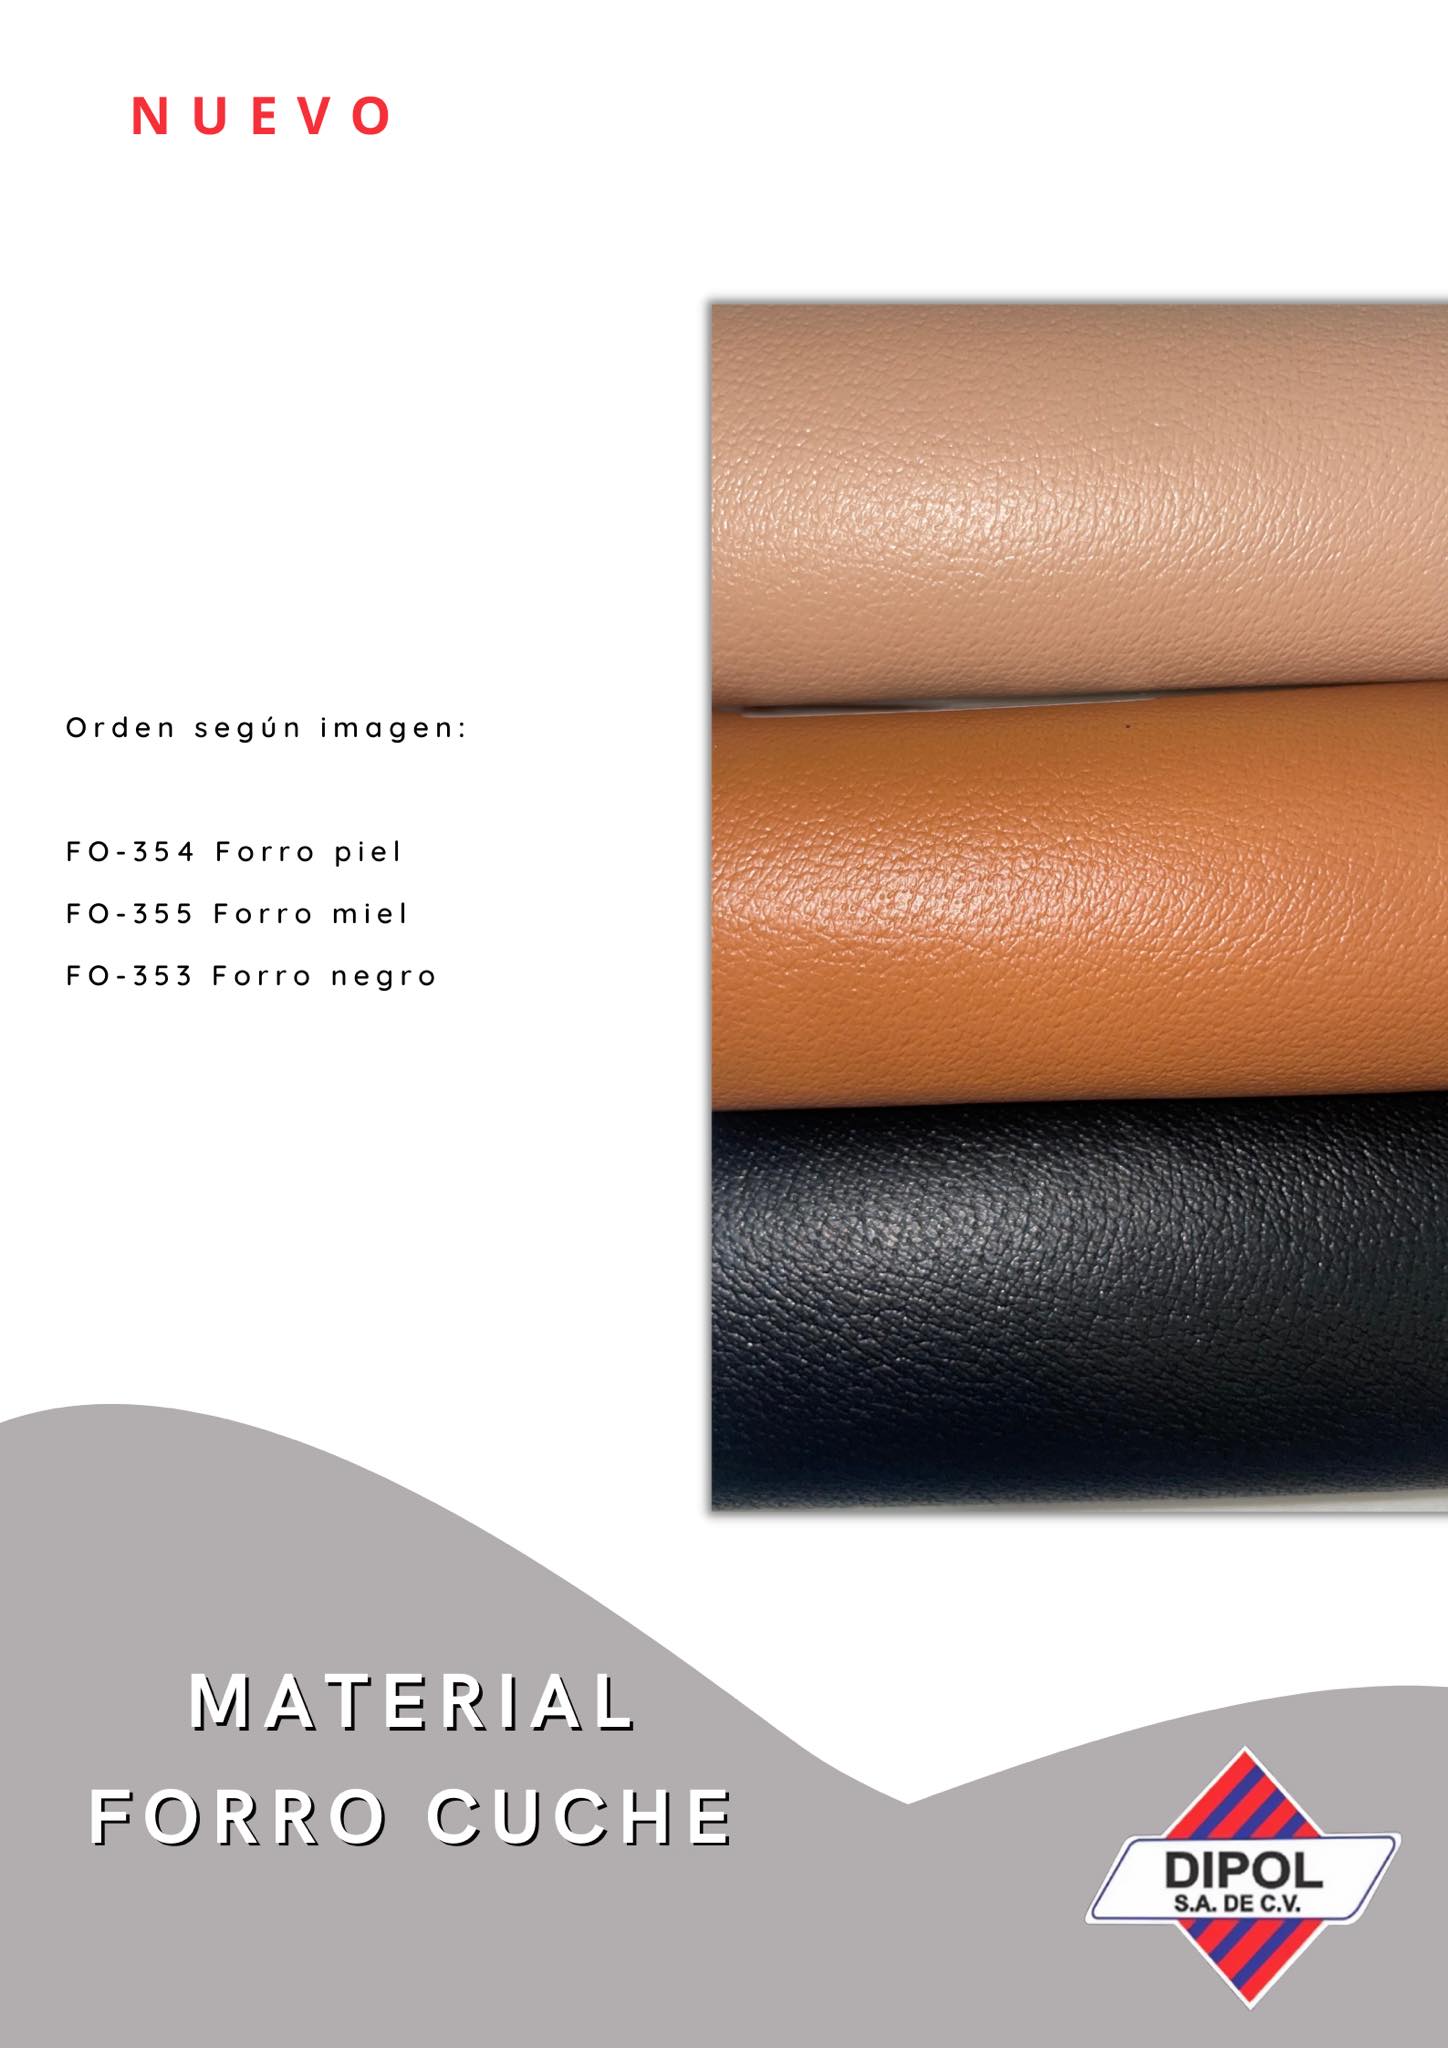 NUEVO
Orden según imagen:
FO-354 Forro piel
FO-355 Forro miel
FO-353 Forro negro
MATERIAL
FORRO CUCHE
DIPOL
S.A. DE C.V.